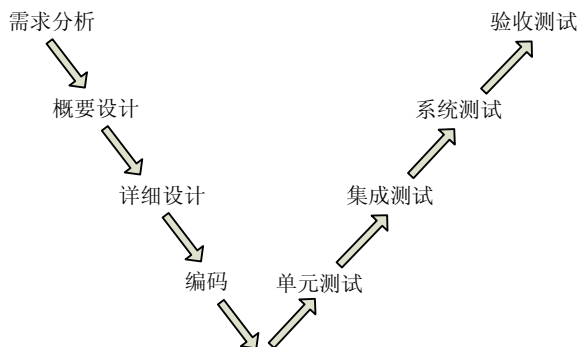 需求分析
验收测试
概要设计
系统测试
详细设计
集成测试
编码
单元测试